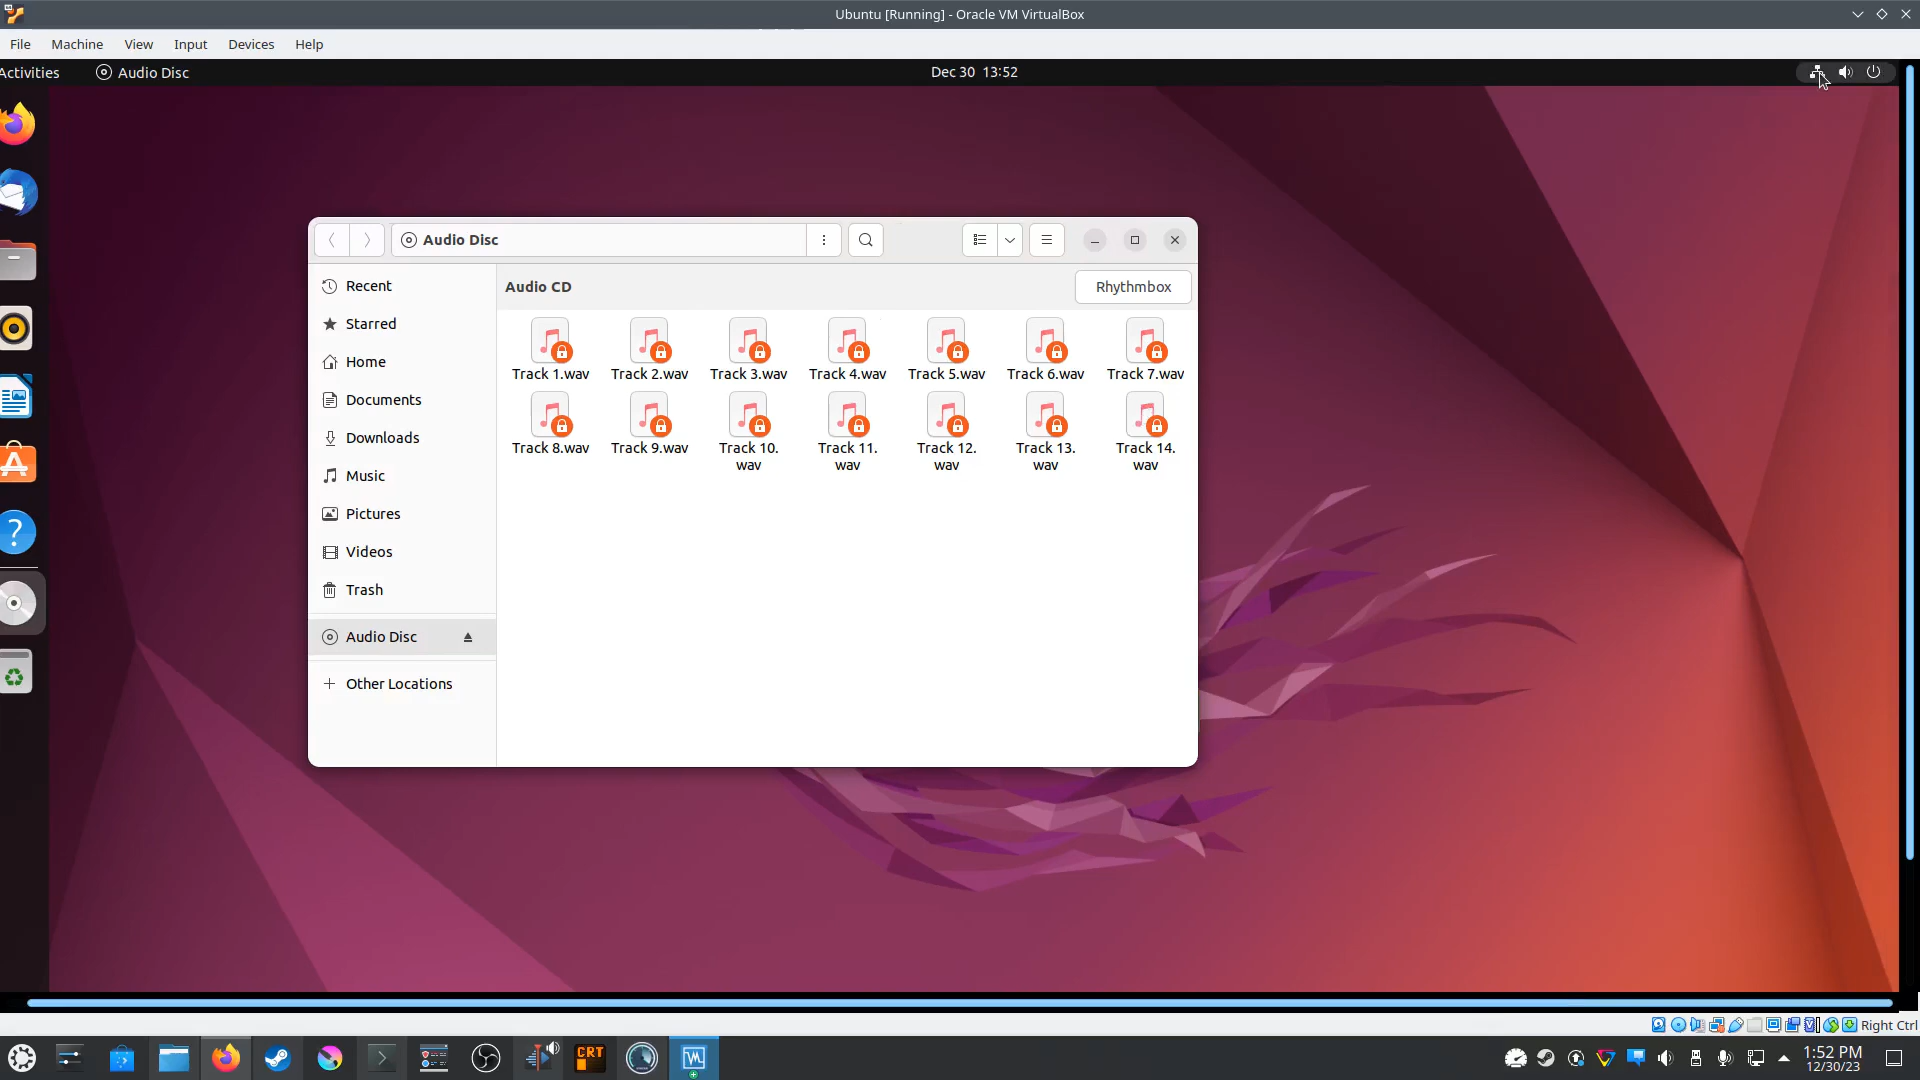 Ubuntu [Running] - Oracle VM VirtualBox
File Machine View Input Devices Help
Activities Audio Disc Dec 30 13:52
Audio Disc
Recent
Starred
Home
Documents
Downloads
Music
Pictures
Videos
Trash
Audio Disc
Other Locations
Audio CD Rhythmbox
Track 1.wav Track 2.wav Track 3.wav Track 4.wav Track 5.wav Track 6.wav Track 7.wav
Track 8.wav Track 9.wav Track 10. Track 11. Track 12. Track 13. Track 14.
wav wav wav wav wav
Right Ctrl
CRT
1:52 PM
12/30/23